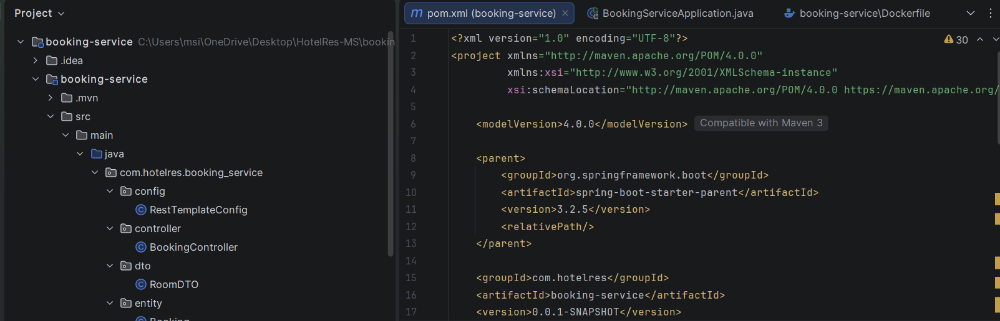 Project
booking-service C:\Users\msi\OneDrive\Desktop\HotelRes-MS\bookin
.idea
booking-service
.mvn
src
main
java
com.hotelres.booking_service
config
RestTemplateConfig
controller
BookingController
dto
RoomDTO
entity
Booking
pom.xml (booking-service)
BookingServiceApplication.java
booking-service\Dockerfile
30
1 <?xml version="1.0" encoding="UTF-8"?>
2 <project xmlns="http://maven.apache.org/POM/4.0.0"
3 xmlns:xsi="http://www.w3.org/2001/XMLSchema-instance"
4 xsi:schemaLocation="http://maven.apache.org/POM/4.0.0 https://maven.apache.org/
5
6 <modelVersion>4.0.0</modelVersion> Compatible with Maven 3
7
8 <parent>
9 <groupId>org.springframework.boot</groupId>
10 <artifactId>spring-boot-starter-parent</artifactId>
11 <version>3.2.5</version>
12 <relativePath/>
13 </parent>
14
15 <groupId>com.hotelres</groupId>
16 <artifactId>booking-service</artifactId>
17 <version>0.0.1-SNAPSHOT</version>